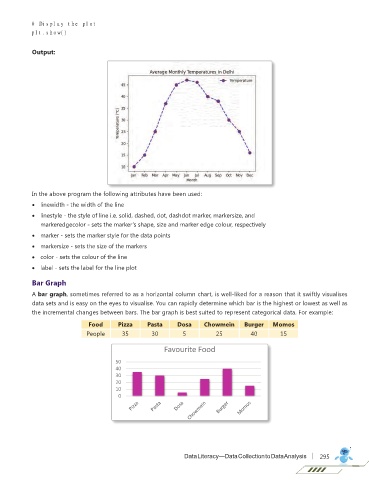 # Display the plot
plt.show()
Output:
Average Monthly Temperatures in Delhi
Temperature
Temperature (°C)
45
40
35
30
25
20
15
10
Jan Feb Mar Apr May Jun Jul Aug Sep Oct Nov Dec
Month
In the above program the following attributes have been used:
• linewidth - the width of the line
• linestyle - the style of line i.e. solid, dashed, dot, dashdot marker, markersize, and
markeredgecolor - sets the marker's shape, size and marker edge colour, respectively
• marker - sets the marker style for the data points
• markersize - sets the size of the markers
• color - sets the colour of the line
• label - sets the label for the line plot
Bar Graph
A bar graph, sometimes referred to as a horizontal column chart, is well-liked for a reason that it swiftly visualises
data sets and is easy on the eyes to visualise. You can rapidly determine which bar is the highest or lowest as well as
the incremental changes between bars. The bar graph is best suited to represent categorical data. For example:
Food Pizza Pasta Dosa Chowmein Burger Momos
People 35 30 5 25 40 15
Favourite Food
50
40
30
20
10
0
Pizza Pasta Dosa Chowmein Burger Momos
Data Literacy—Data Collection to Data Analysis 295